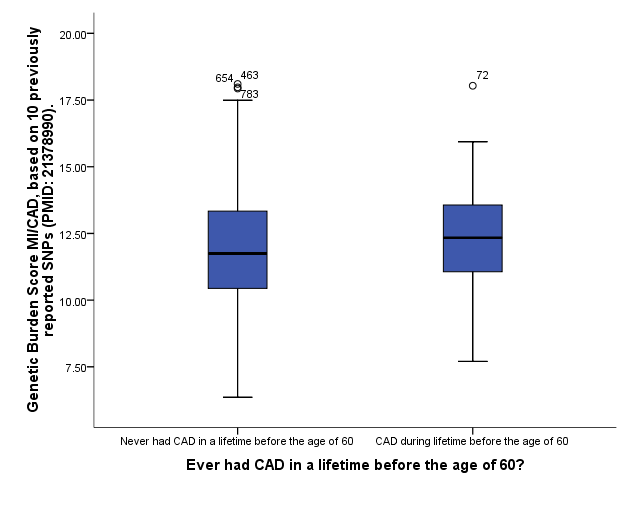 Genetic Burden Score MI/CAD, based on 10 previously
reported SNPs (PMID: 21378990).
20.00
17.50
15.00
12.50
10.00
7.50
654
463
783
72
Never had CAD in a lifetime before the age of 60
CAD during lifetime before the age of 60
Ever had CAD in a lifetime before the age of 60?